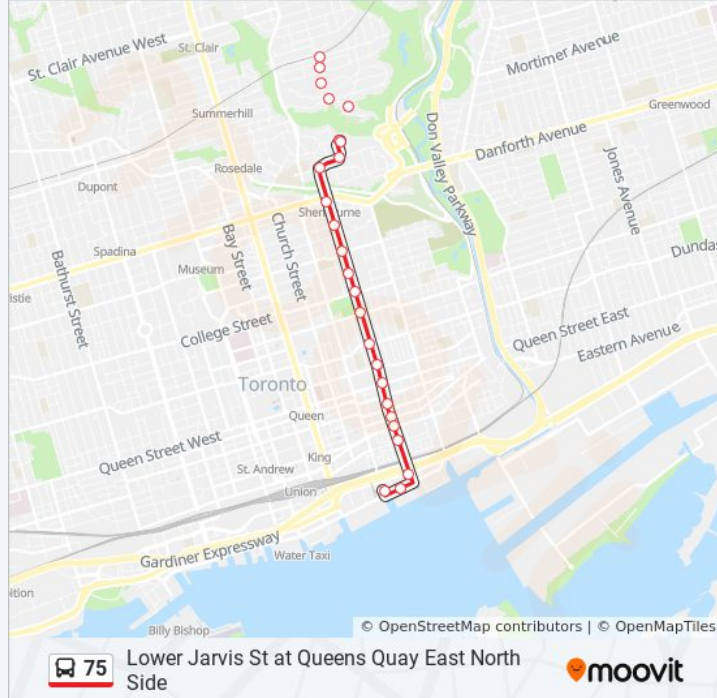 St. Clair Avenue West
St. Clair
Mortimer Avenue
Summerhill
Greenwood
Don Valley Parkway
Danforth Avenue
Jones Avenue
Rosedale
Dupont
Church Street
Bay Street
Spadina
Bathurst Street
Museum
Dundas
istie
College Street
Queen Street East
Eastern Avenue
Toronto
Queen
Queen Street West
King
St. Andrew
Union
Gardiner Expressway
Water Taxi
ition
Billy Bishop
© OpenStreetMap contributors | © OpenMapTiles
75
Lower Jarvis St at Queens Quay East North
Side
moovit